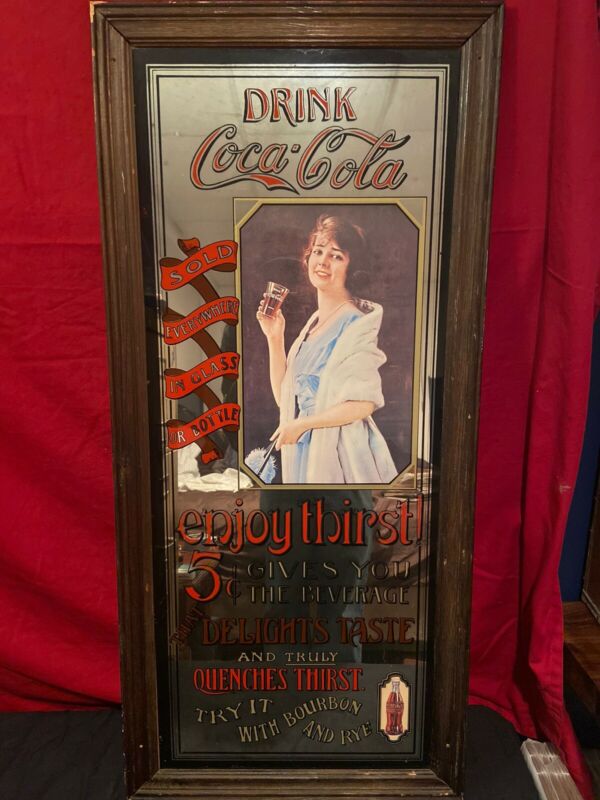 DRINK
Coca-Cola
SOLD
EVERYWHERE
IN GLASS
OR BOTTLE
enjoy thirst!
5¢ GIVES YOU
THE BEVERAGE
DELIGHTS TASTE
AND TRULY
QUENCHES THIRST.
TRY IT
WITH BOURBON
AND RYE